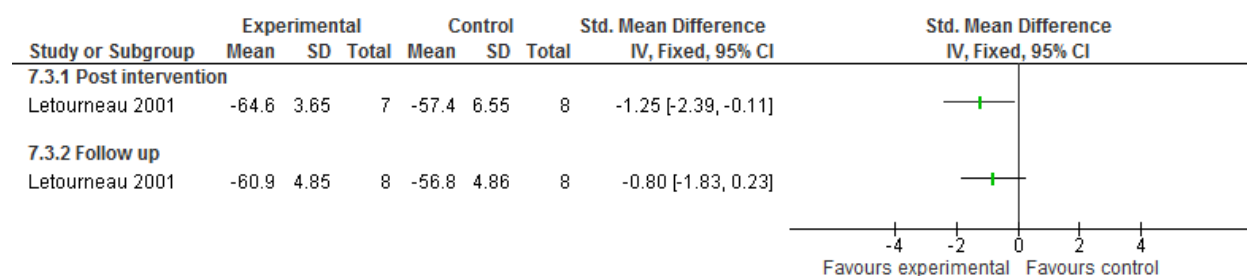 Experimental Control Std. Mean Difference Std. Mean Difference
Study or Subgroup Mean SD Total Mean SD Total IV, Fixed, 95% CI IV, Fixed, 95% CI
7.3.1 Post intervention
Letourneau 2001 -64.6 3.65 7 -57.4 6.55 8 -1.25 [-2.39, -0.11]
7.3.2 Follow up
Letourneau 2001 -60.9 4.85 8 -56.8 4.86 8 -0.80 [-1.83, 0.23]
-4 -2 0 2 4
Favours experimental Favours control